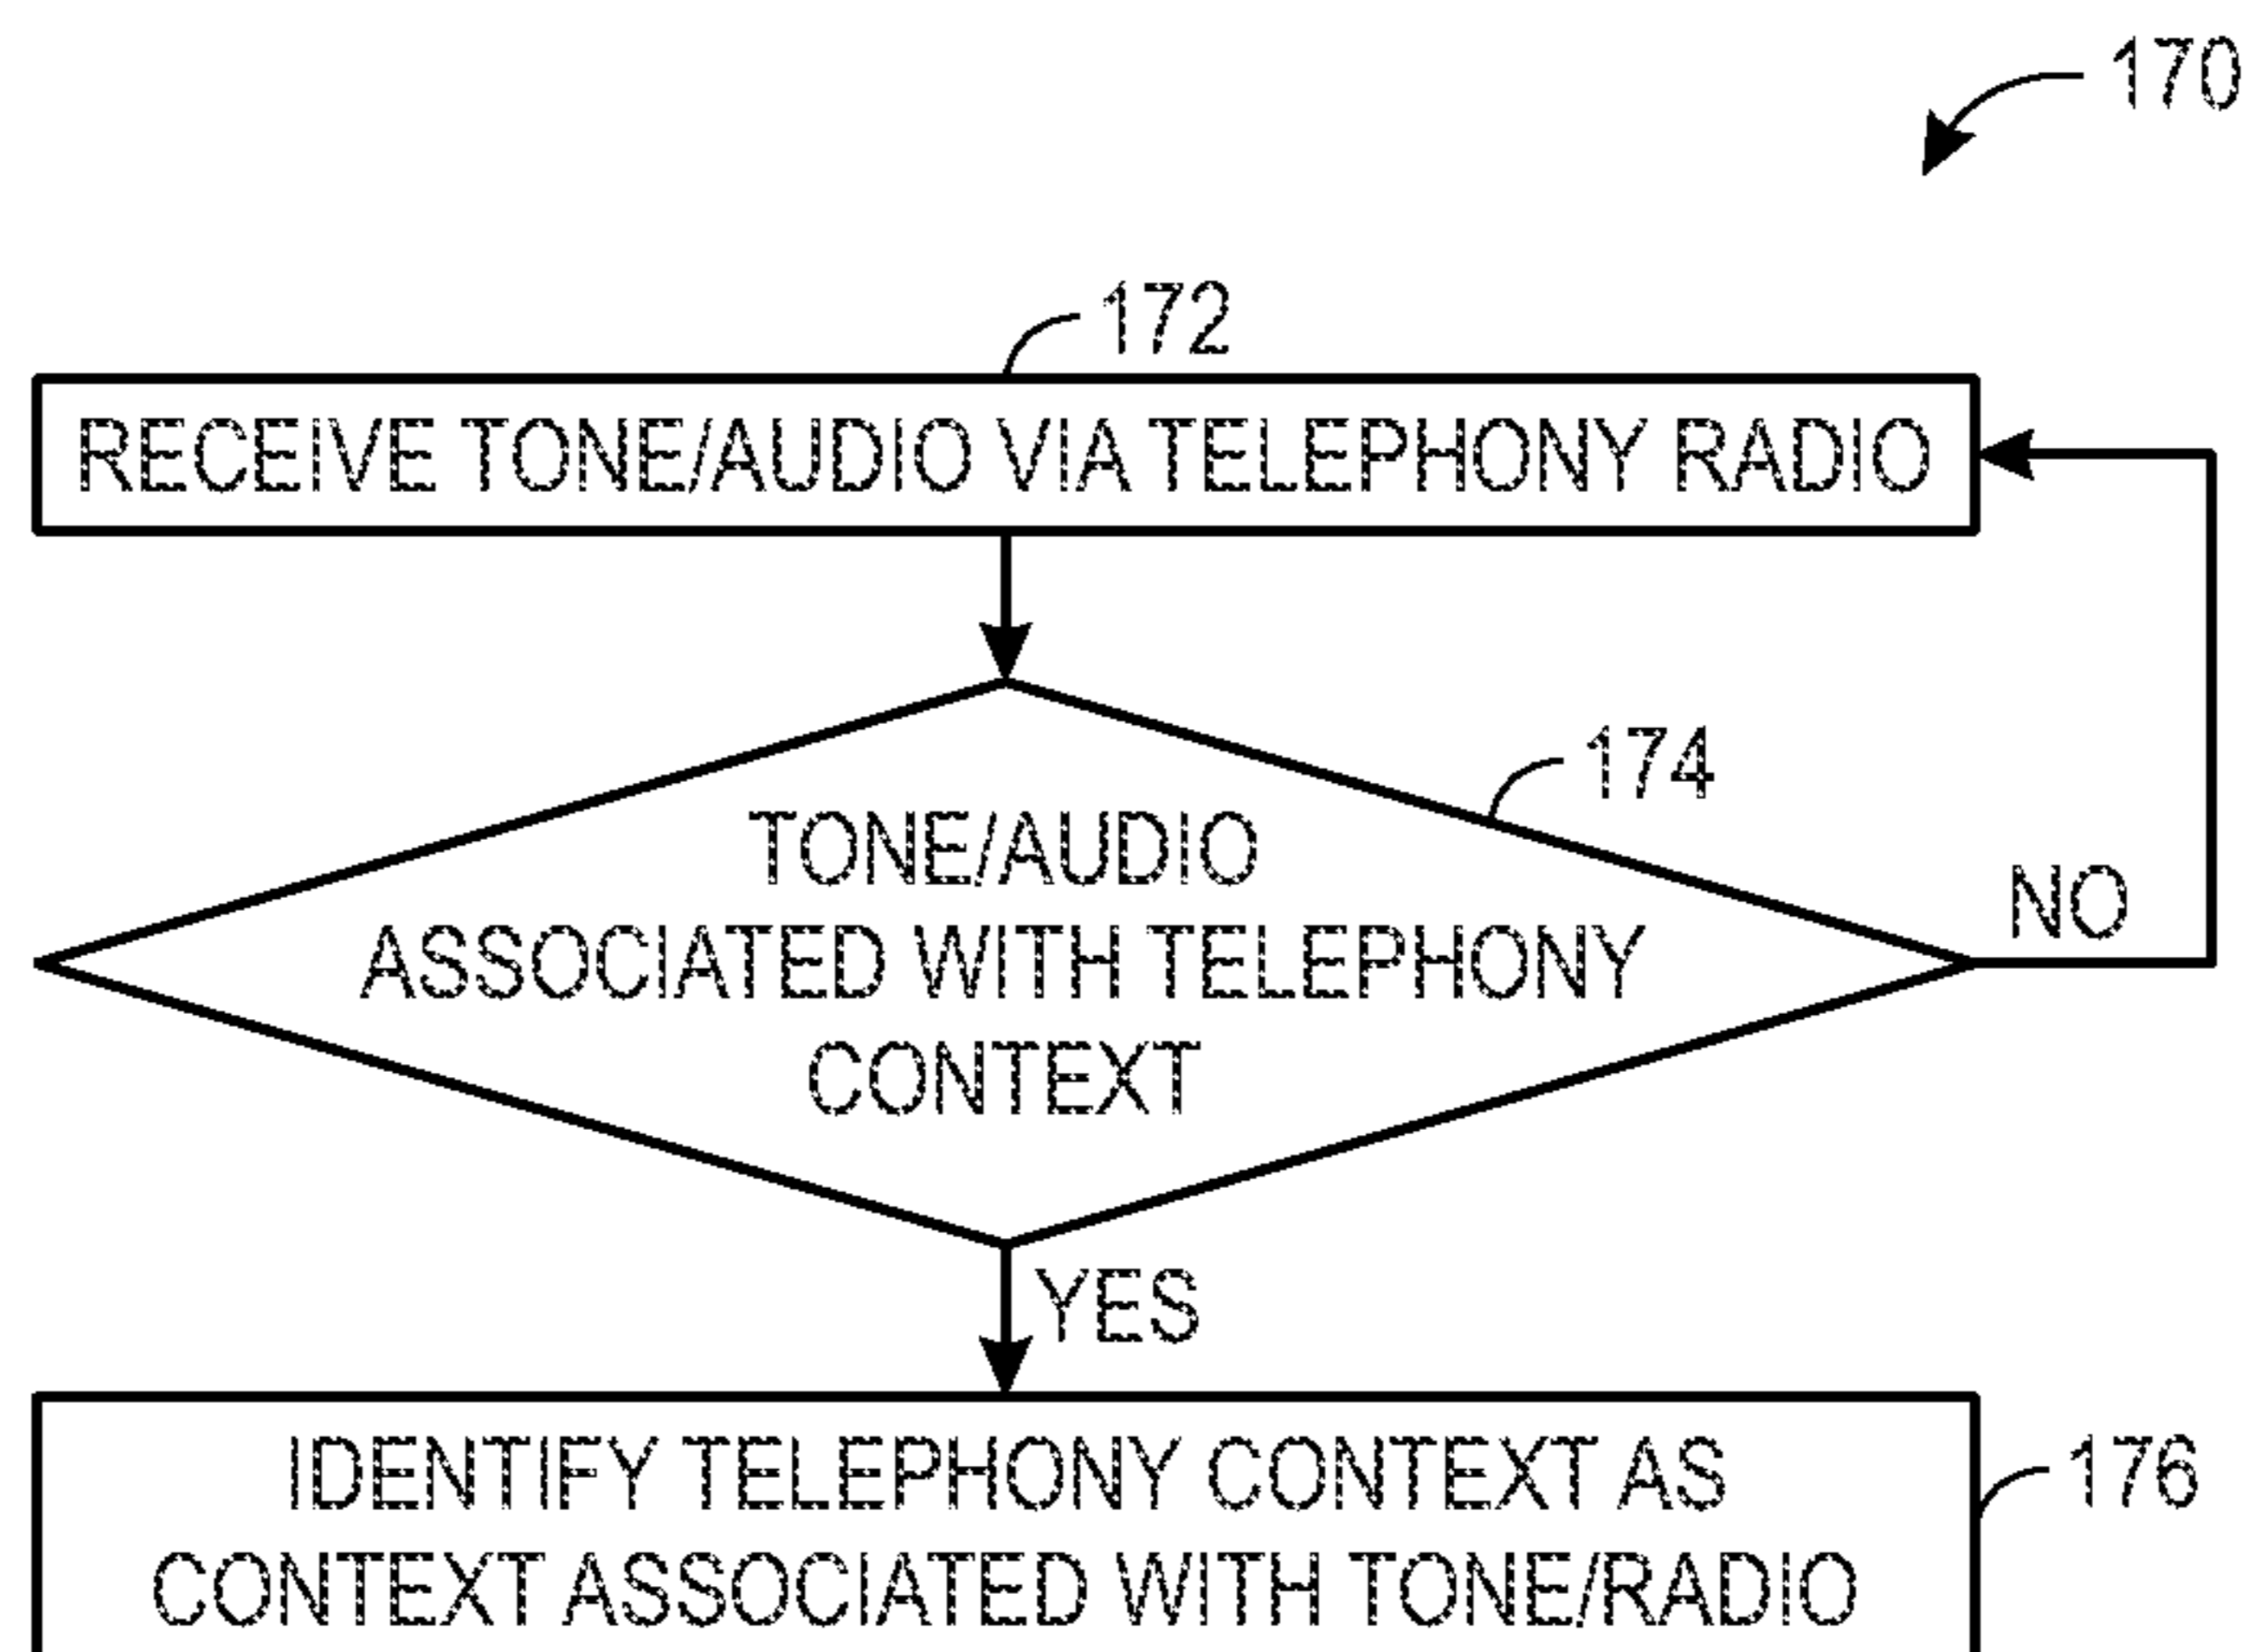 170
172
RECEIVE TONE/AUDIO VIA TELEPHONY RADIO
174
TONE/AUDIO
ASSOCIATED WITH TELEPHONY
CONTEXT
NO
YES
IDENTIFY TELEPHONY CONTEXT AS
CONTEXT ASSOCIATED WITH TONE/RADIO
176